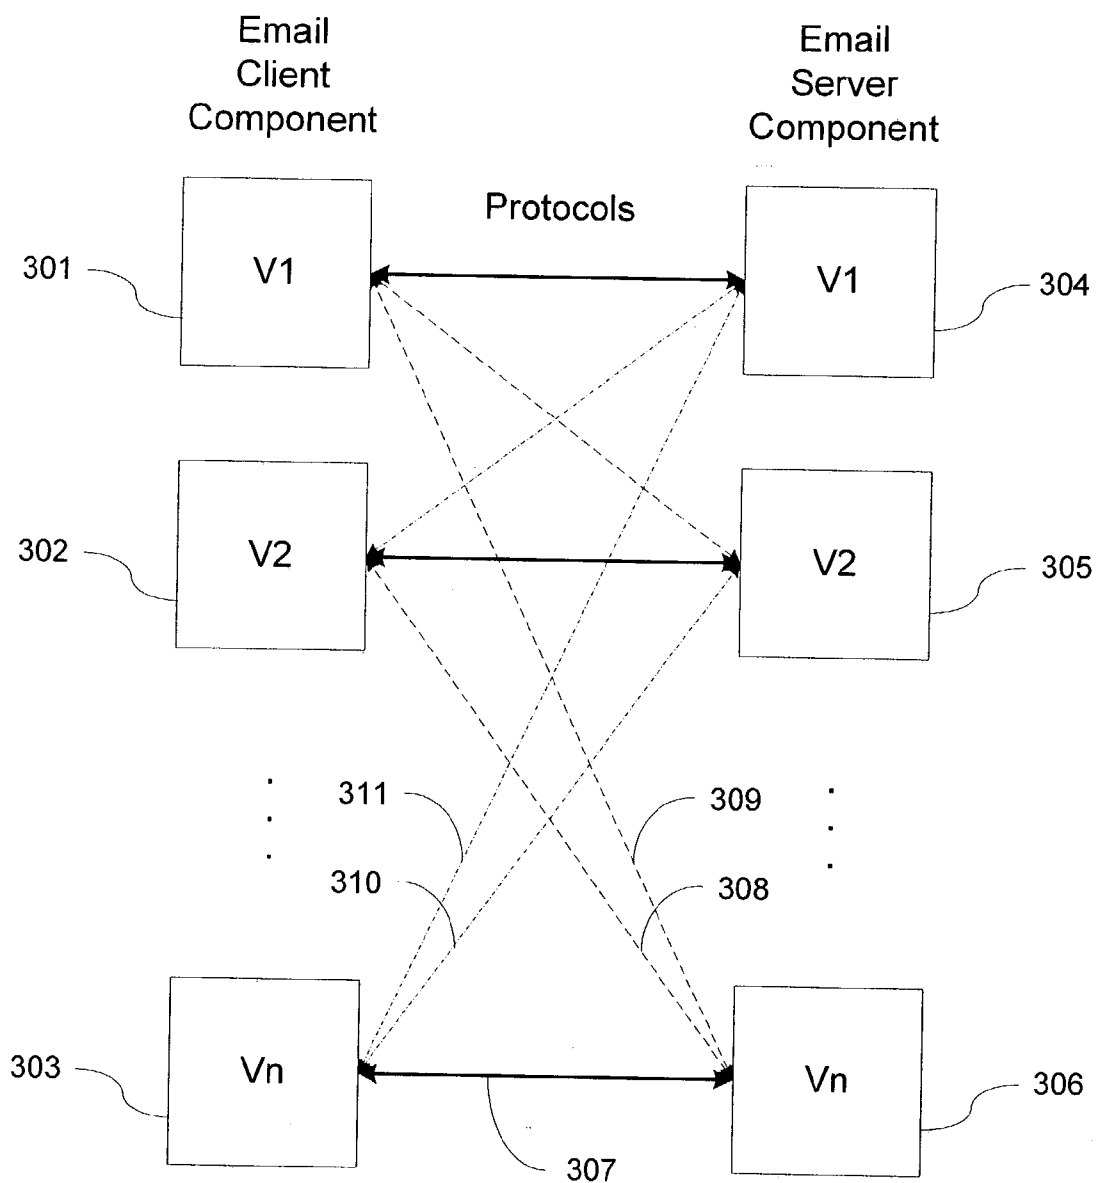 Email
Client
Component
Email
Server
Component
Protocols
301
V1
V1
304
302
V2
V2
305
311
309
310
308
303
Vn
Vn
306
307